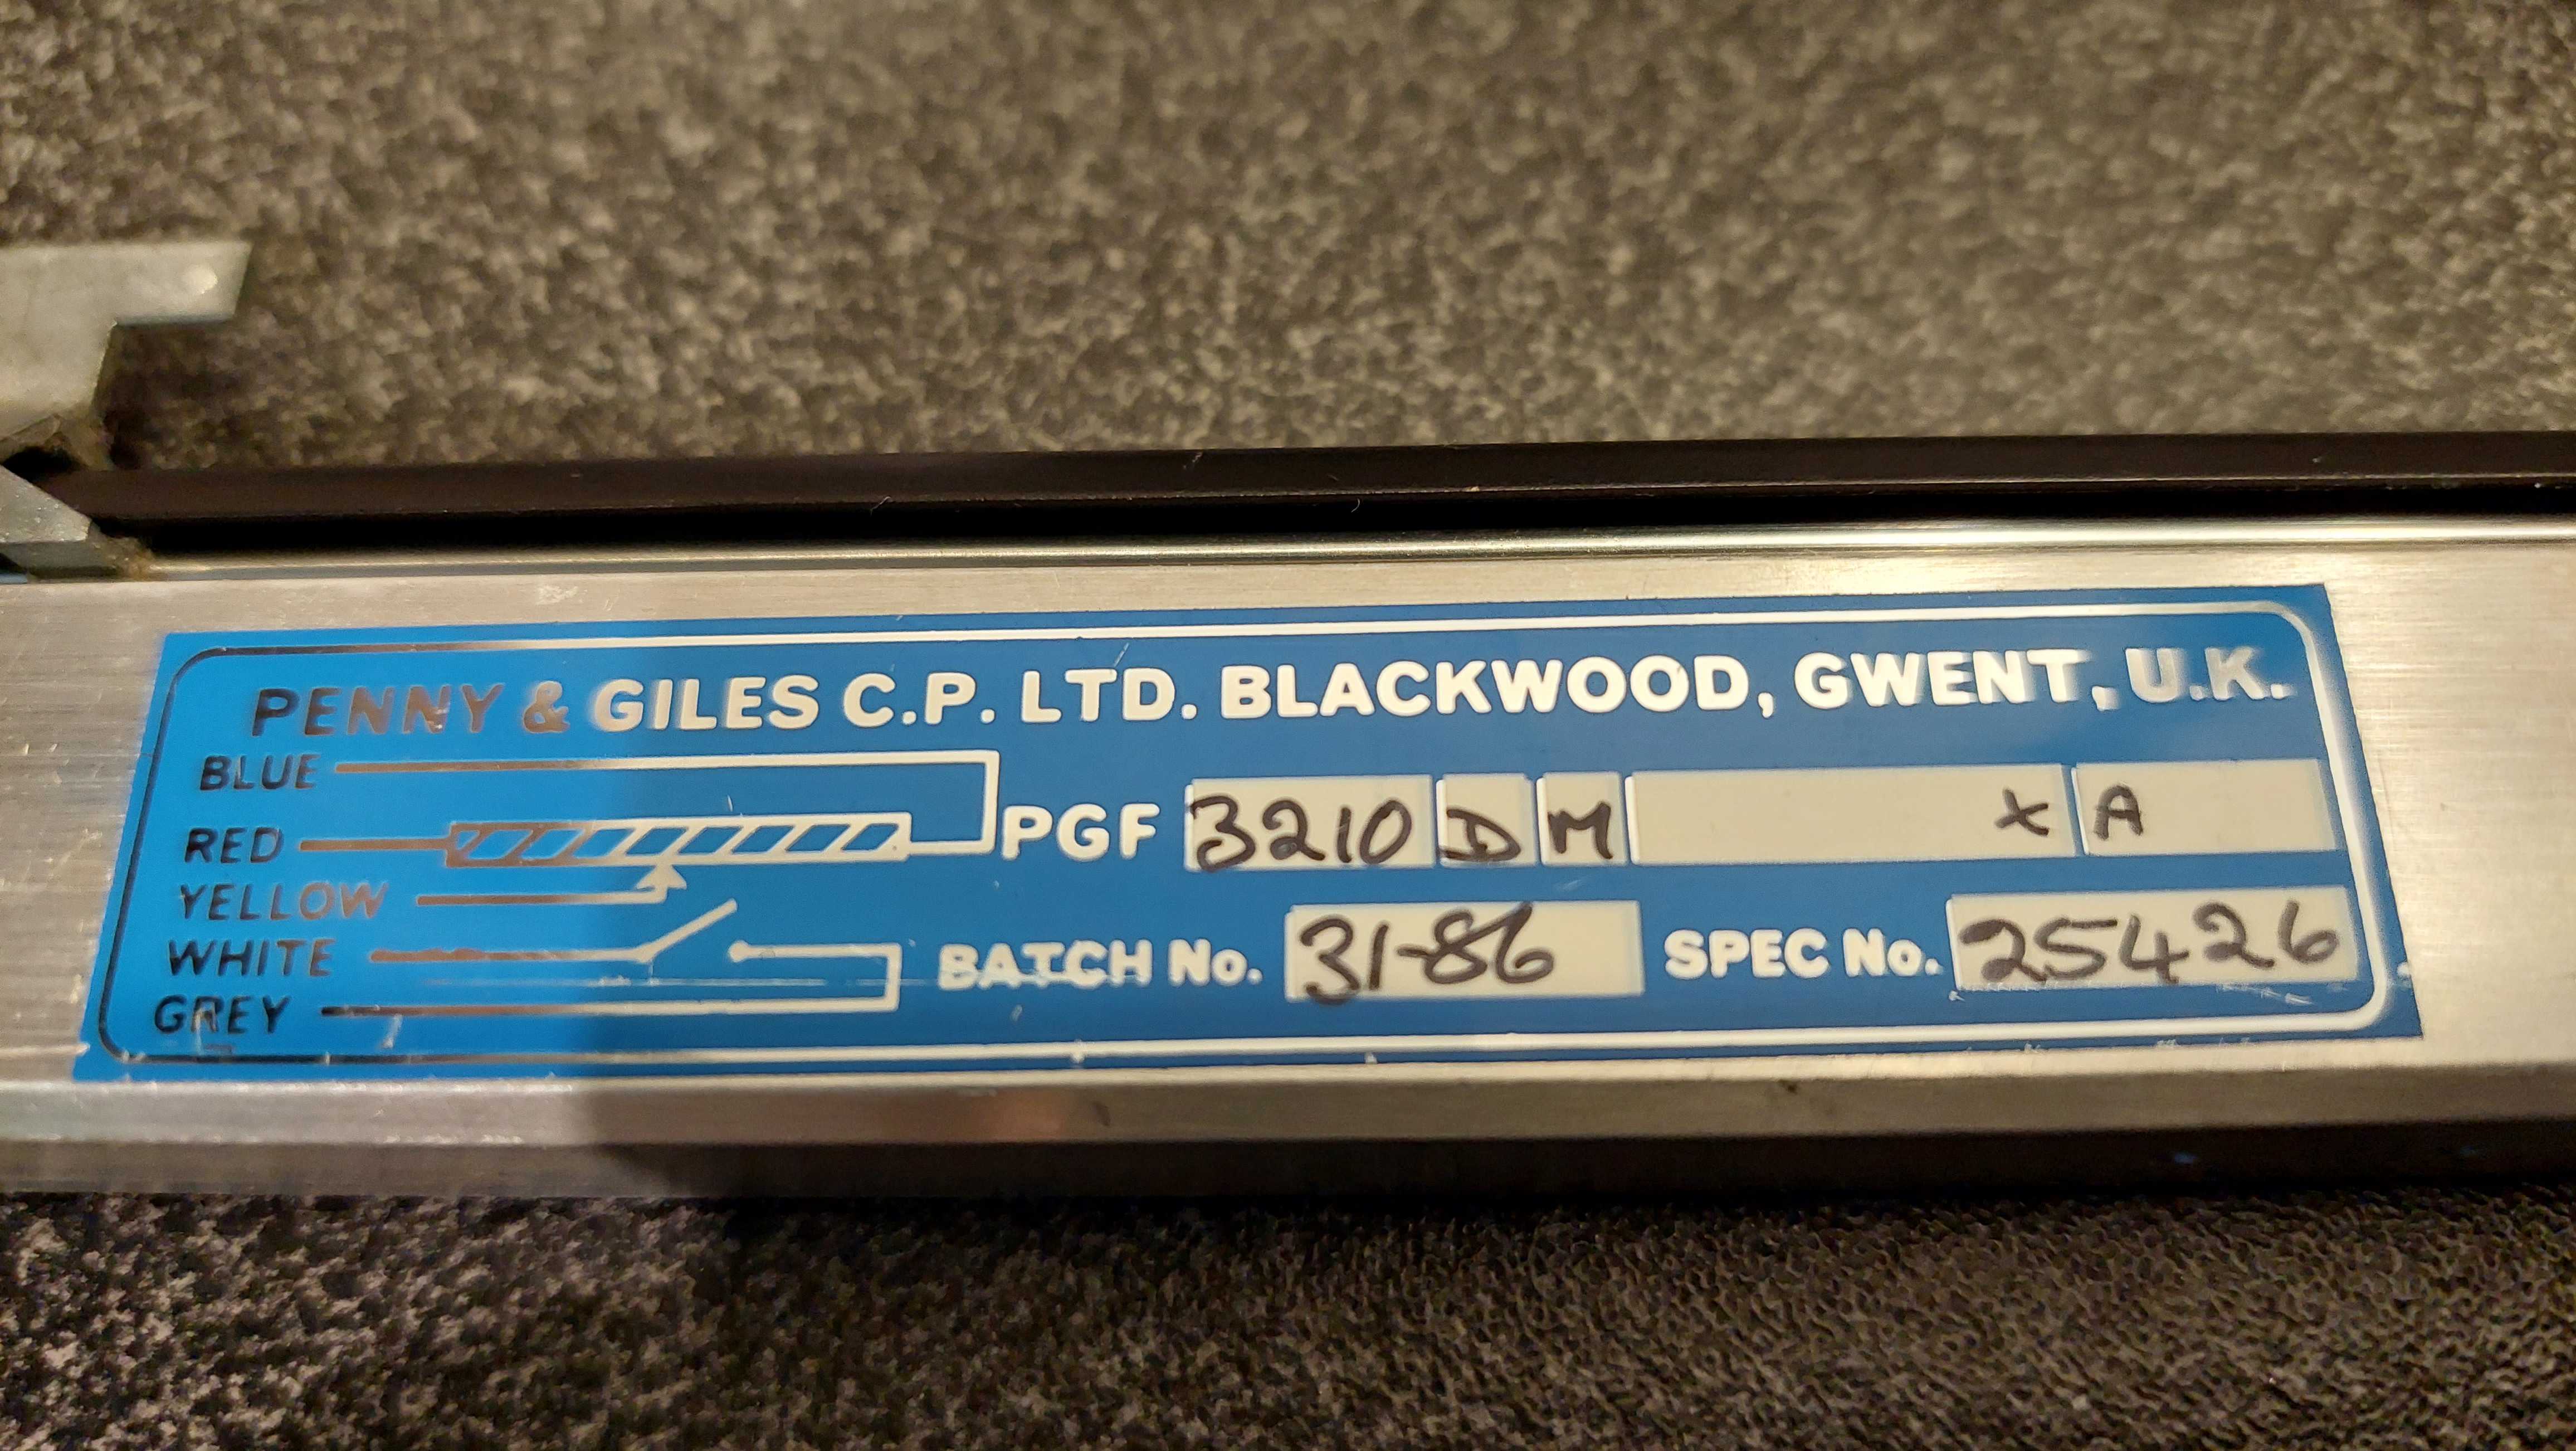 PENNY & GILES C.P. LTD. BLACKWOOD, GWENT, U.K.
BLUE
RED
YELLOW
WHITE
GREY
PGF 3210 D M X A
BATCH No. 31-86 SPEC No. 25426